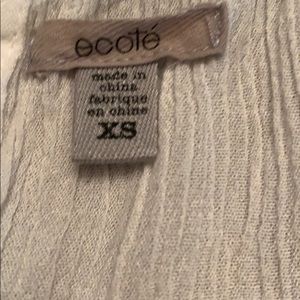 ecoté
made in
china
fabriqué
en chine
XS